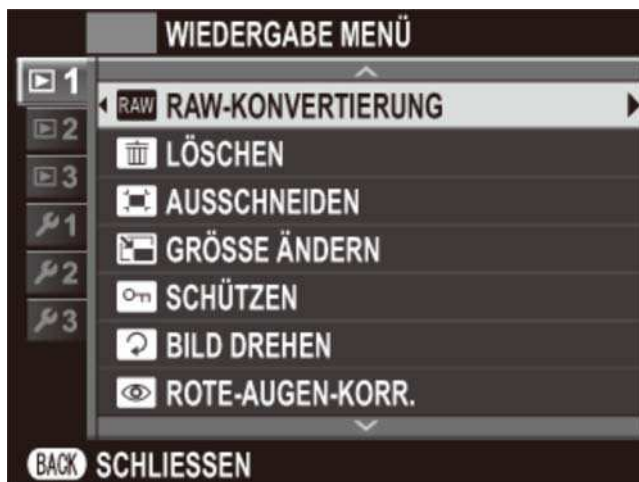 WIEDERGABE MENÜ
1
RAW RAW-KONVERTIERUNG
2
LÖSCHEN
3
AUSSCHNEIDEN
1
GRÖSSE ÄNDERN
2
SCHÜTZEN
3
BILD DREHEN
ROTE-AUGEN-KORR.
BACK SCHLIESSEN